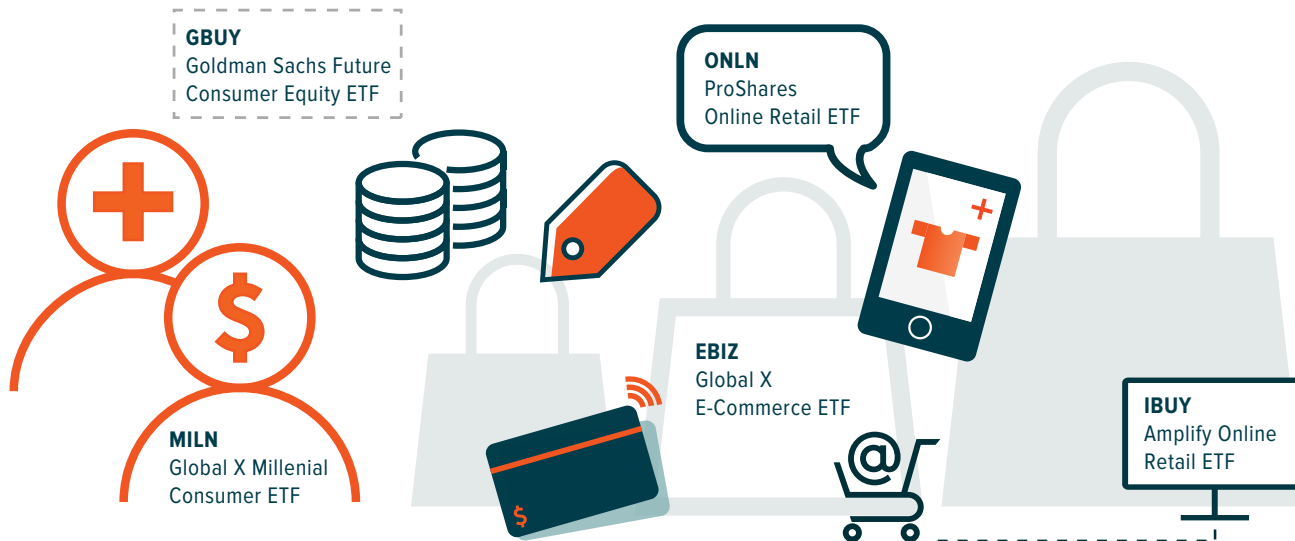 GBUY
Goldman Sachs Future
Consumer Equity ETF
ONLN
ProShares
Online Retail ETF
$
EBIZ
Global X
E-Commerce ETF
MILN
Global X Millenial
Consumer ETF
$
@
IBUY
Amplify Online
Retail ETF